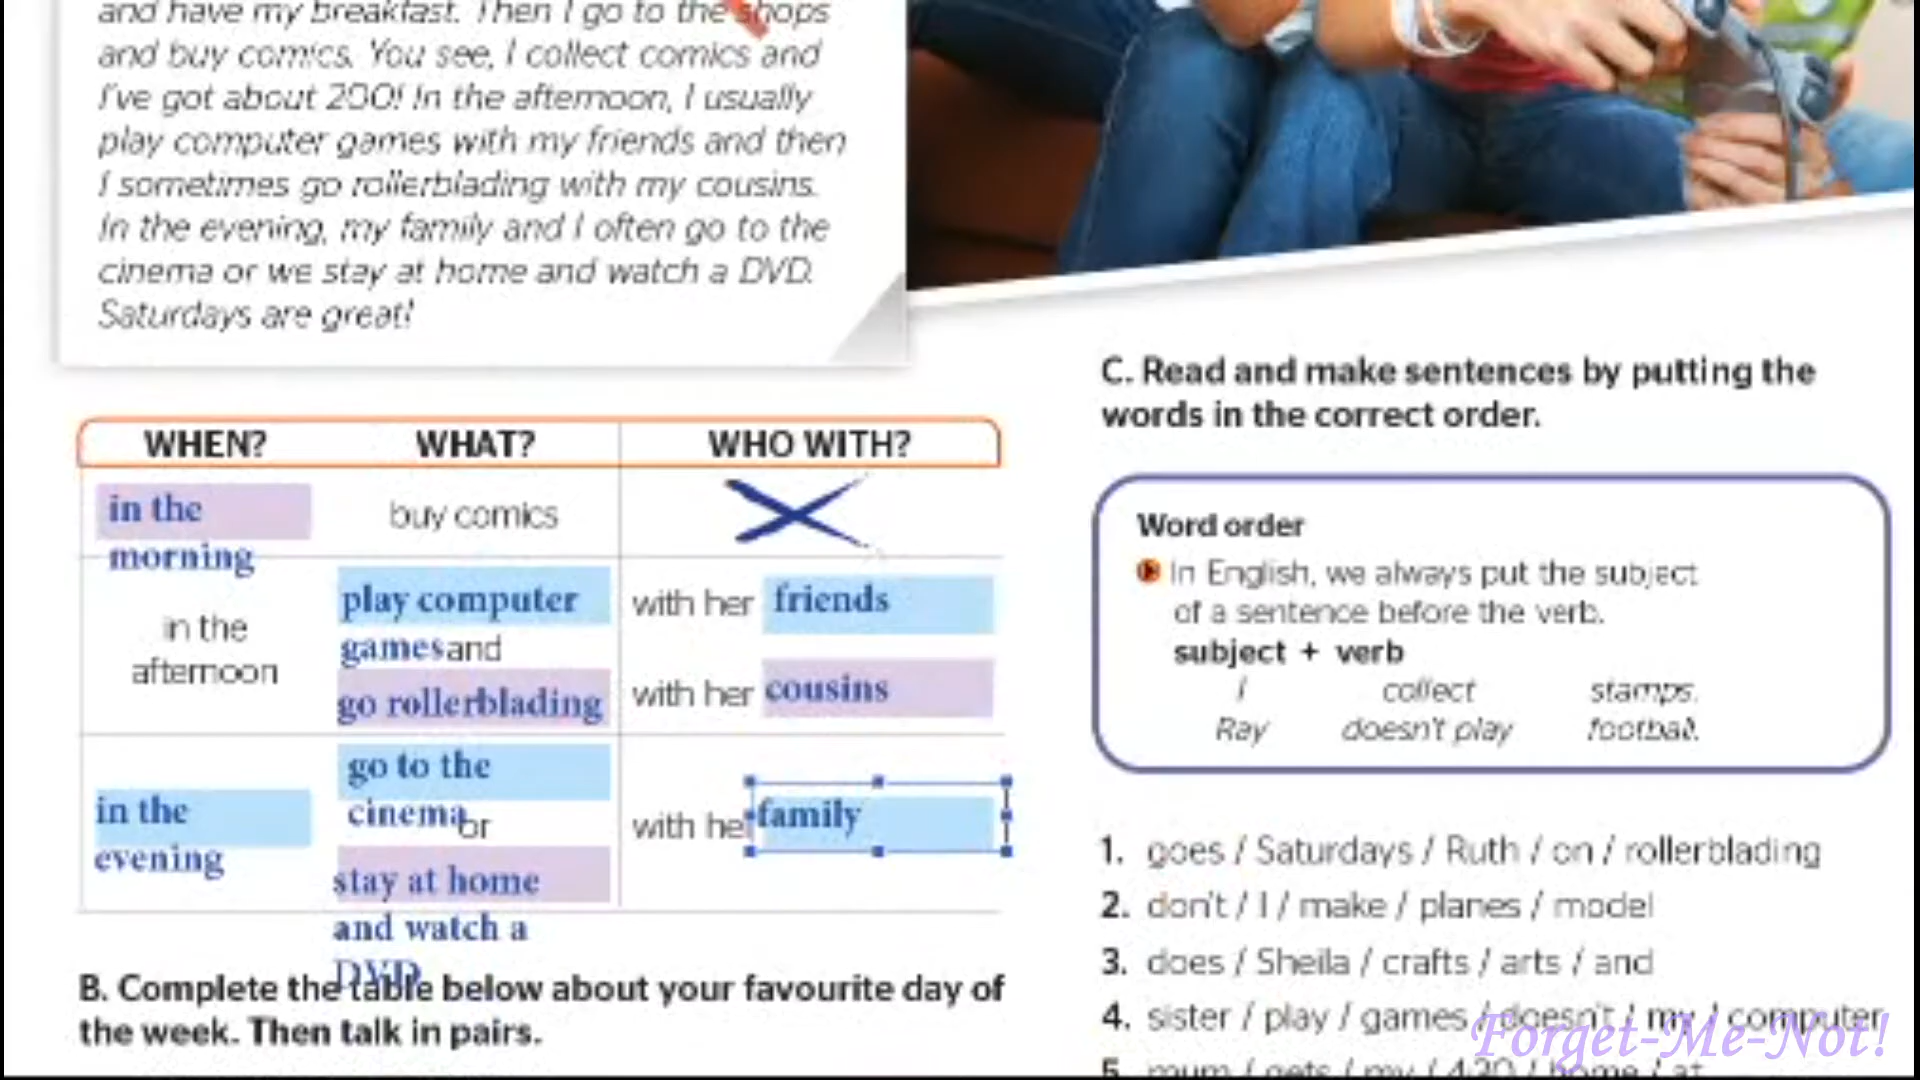 and have my breakfast. Then I go to the shops
and buy comics. You see, I collect comics and
I've got about 200! In the afternoon, I usually
play computer games with my friends and then
I sometimes go rollerblading with my cousins.
In the evening, my family and I often go to the
cinema or we stay at home and watch a DVD.
Saturdays are great!
WHEN? WHAT? WHO WITH?
in the
morning
buy comics
in the
afternoon
play computer
games and
go rollerblading
with her friends
with her cousins
in the
evening
go to the
cinema or
stay at home
and watch a
DVD
with her family
B. Complete the table below about your favourite day of
the week. Then talk in pairs.
C. Read and make sentences by putting the
words in the correct order.
Word order
In English, we always put the subject
of a sentence before the verb.
subject + verb
I collect stamps.
Ray doesn't play football.
1. goes / Saturdays / Ruth / on / rollerblading
2. don't / I / make / planes / model
3. does / Sheila / crafts / arts / and
4. sister / play / games / doesn't / my / computer
5. mum / gets / my / 4:30 / home / at
Forget-Me-Not!